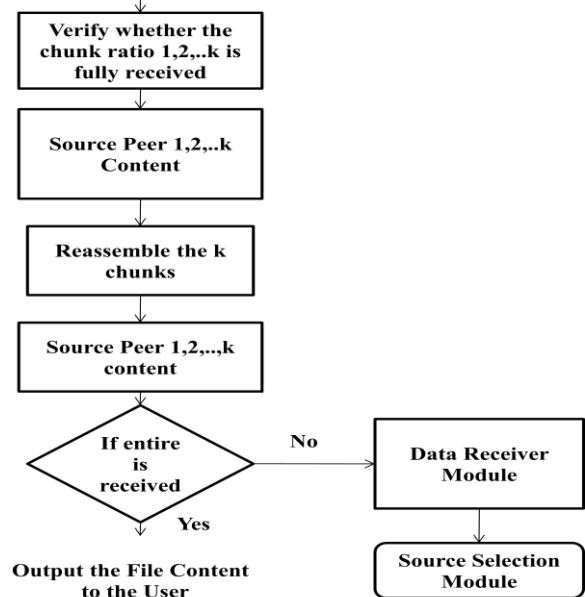 Verify whether the
chunk ratio 1,2,..k is
fully received
Source Peer 1,2,..k
Content
Reassemble the k
chunks
Source Peer 1,2,..,k
content
If entire
is
received
No
Yes
Data Receiver
Module
Source Selection
Module
Output the File Content
to the User